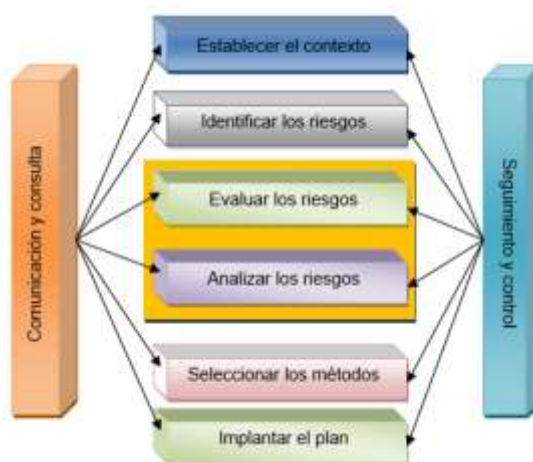 Comunicación y consulta
Establecer el contexto
Identificar los riesgos
Evaluar los riesgos
Analizar los riesgos
Seleccionar los métodos
Implantar el plan
Seguimiento y control